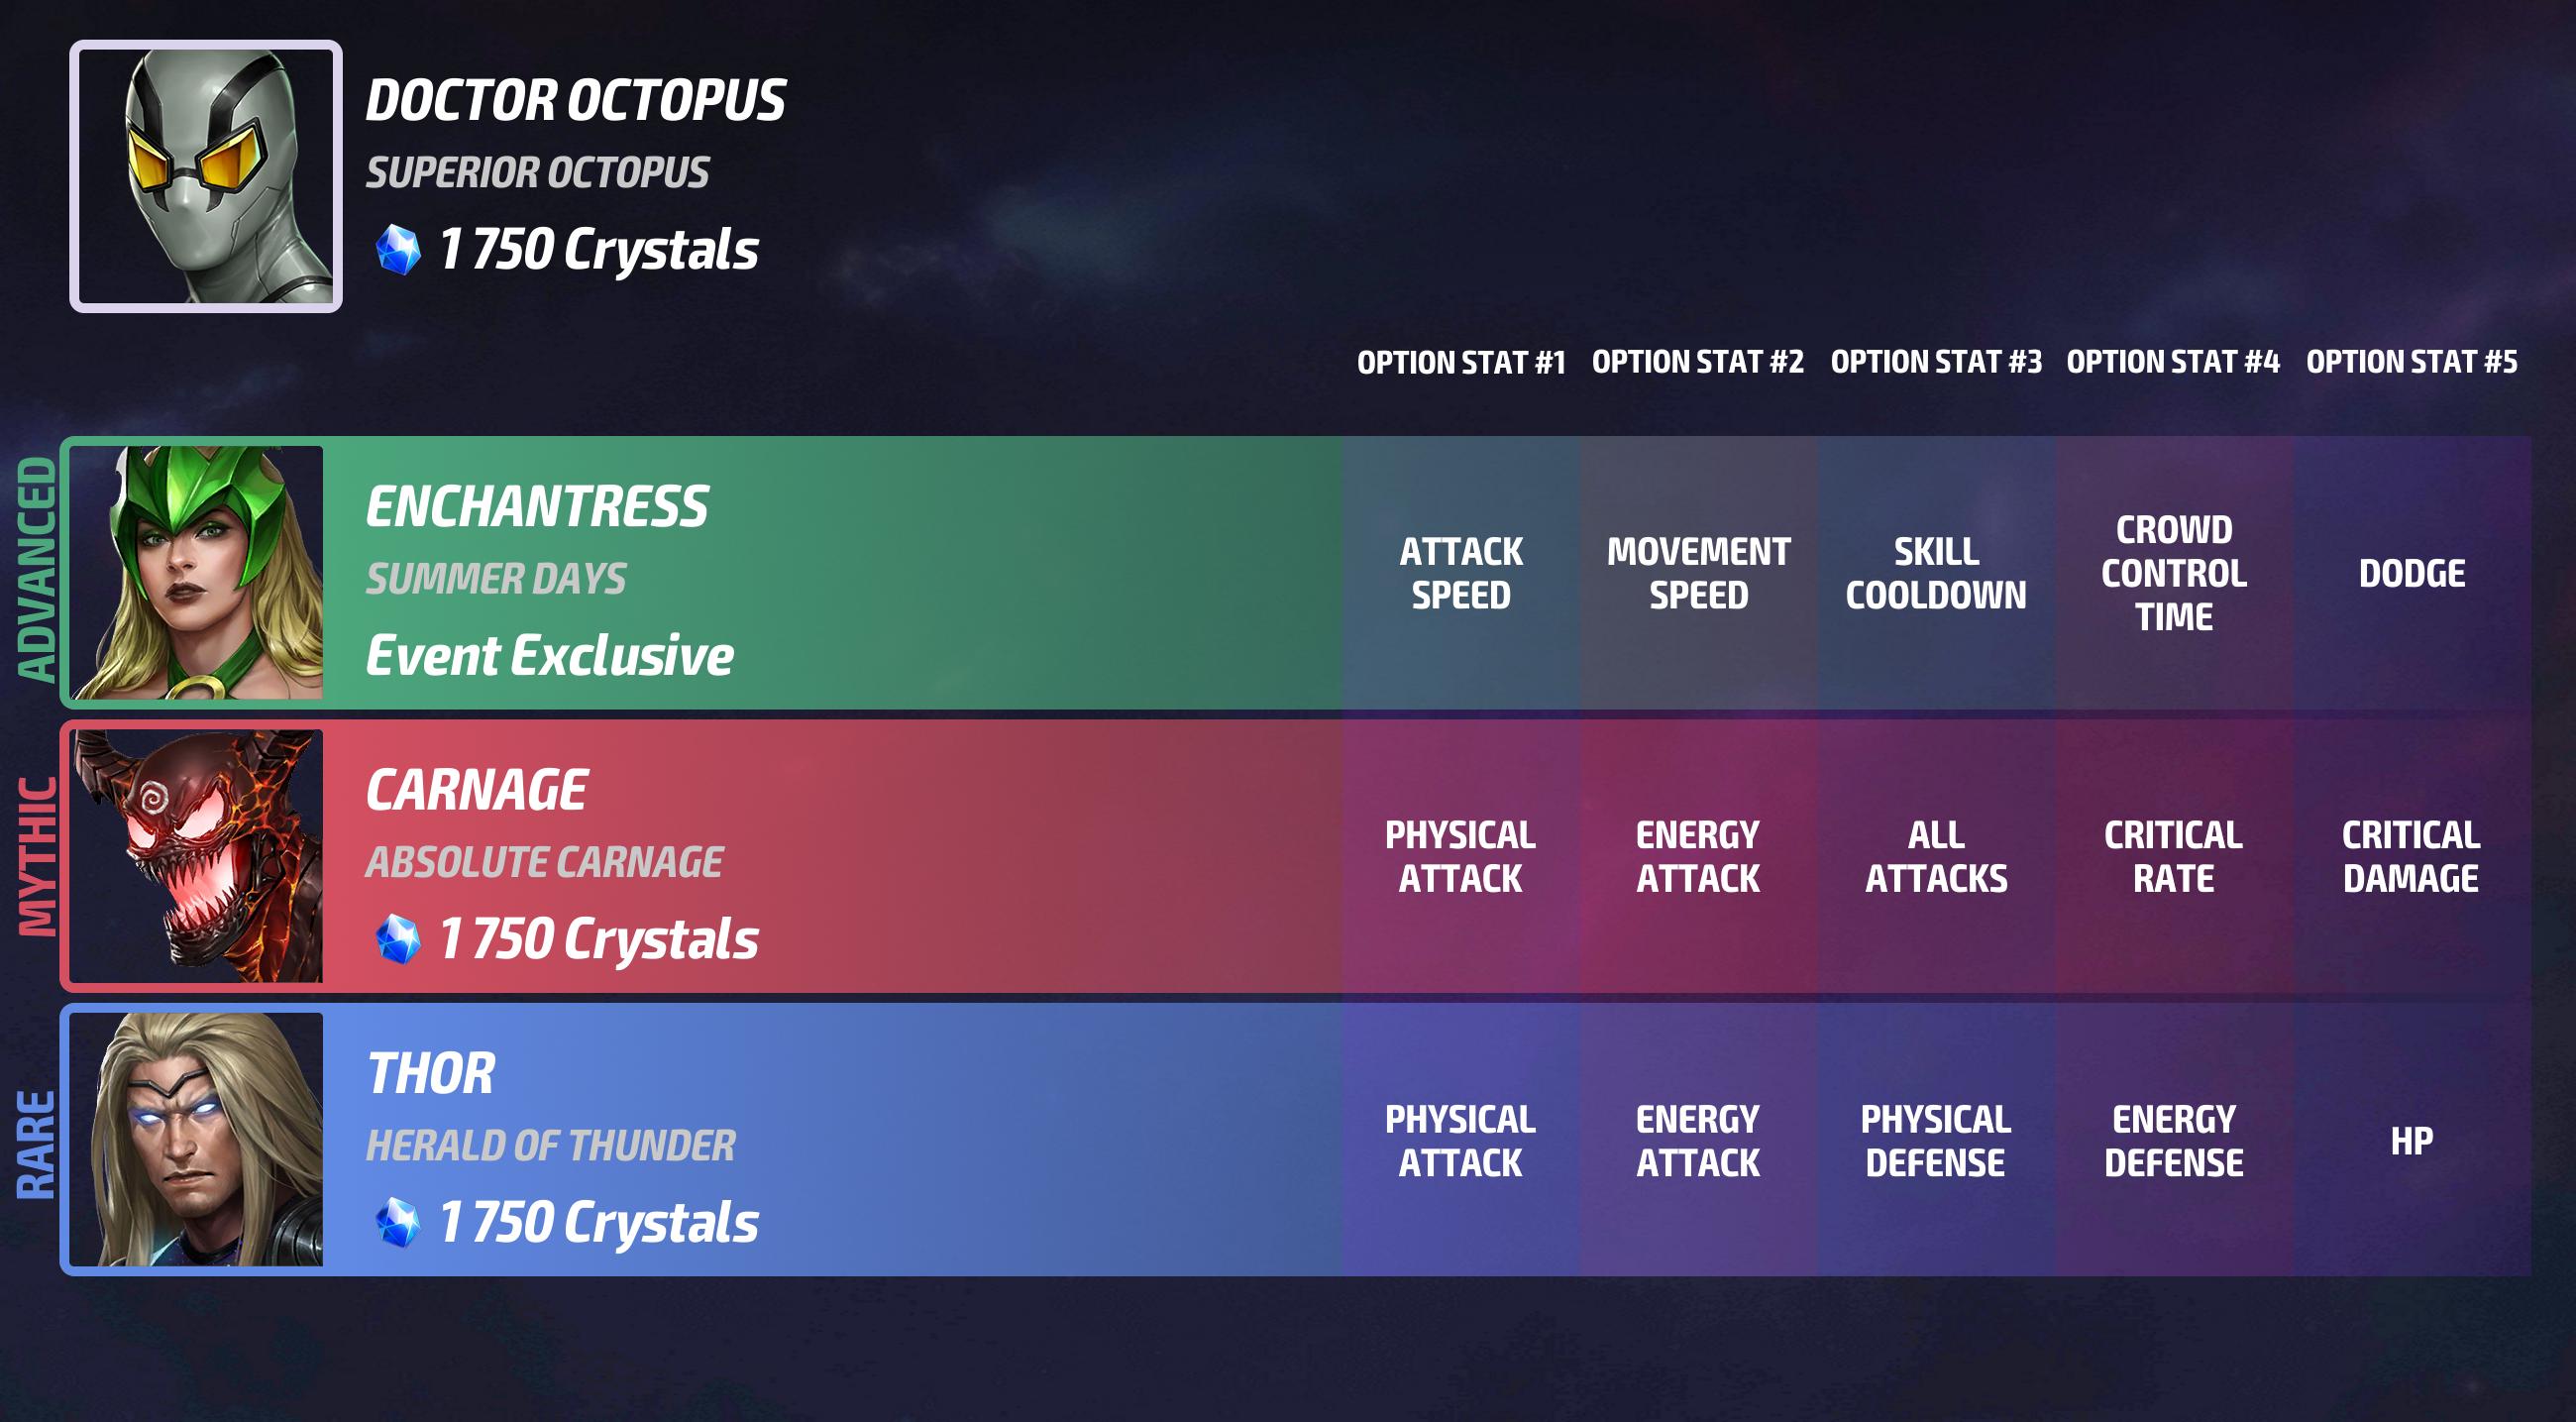 DOCTOR OCTOPUS
SUPERIOR OCTOPUS
1 750 Crystals
OPTION STAT #1 OPTION STAT #2 OPTION STAT #3 OPTION STAT #4 OPTION STAT #5
ADVANCED
ENCHANTRESS
SUMMER DAYS
Event Exclusive
ATTACK
SPEED
MOVEMENT
SPEED
SKILL
COOLDOWN
CROWD
CONTROL
TIME
DODGE
MYTHIC
CARNAGE
ABSOLUTE CARNAGE
1 750 Crystals
PHYSICAL
ATTACK
ENERGY
ATTACK
ALL
ATTACKS
CRITICAL
RATE
CRITICAL
DAMAGE
RARE
THOR
HERALD OF THUNDER
1 750 Crystals
PHYSICAL
ATTACK
ENERGY
ATTACK
PHYSICAL
DEFENSE
ENERGY
DEFENSE
HP